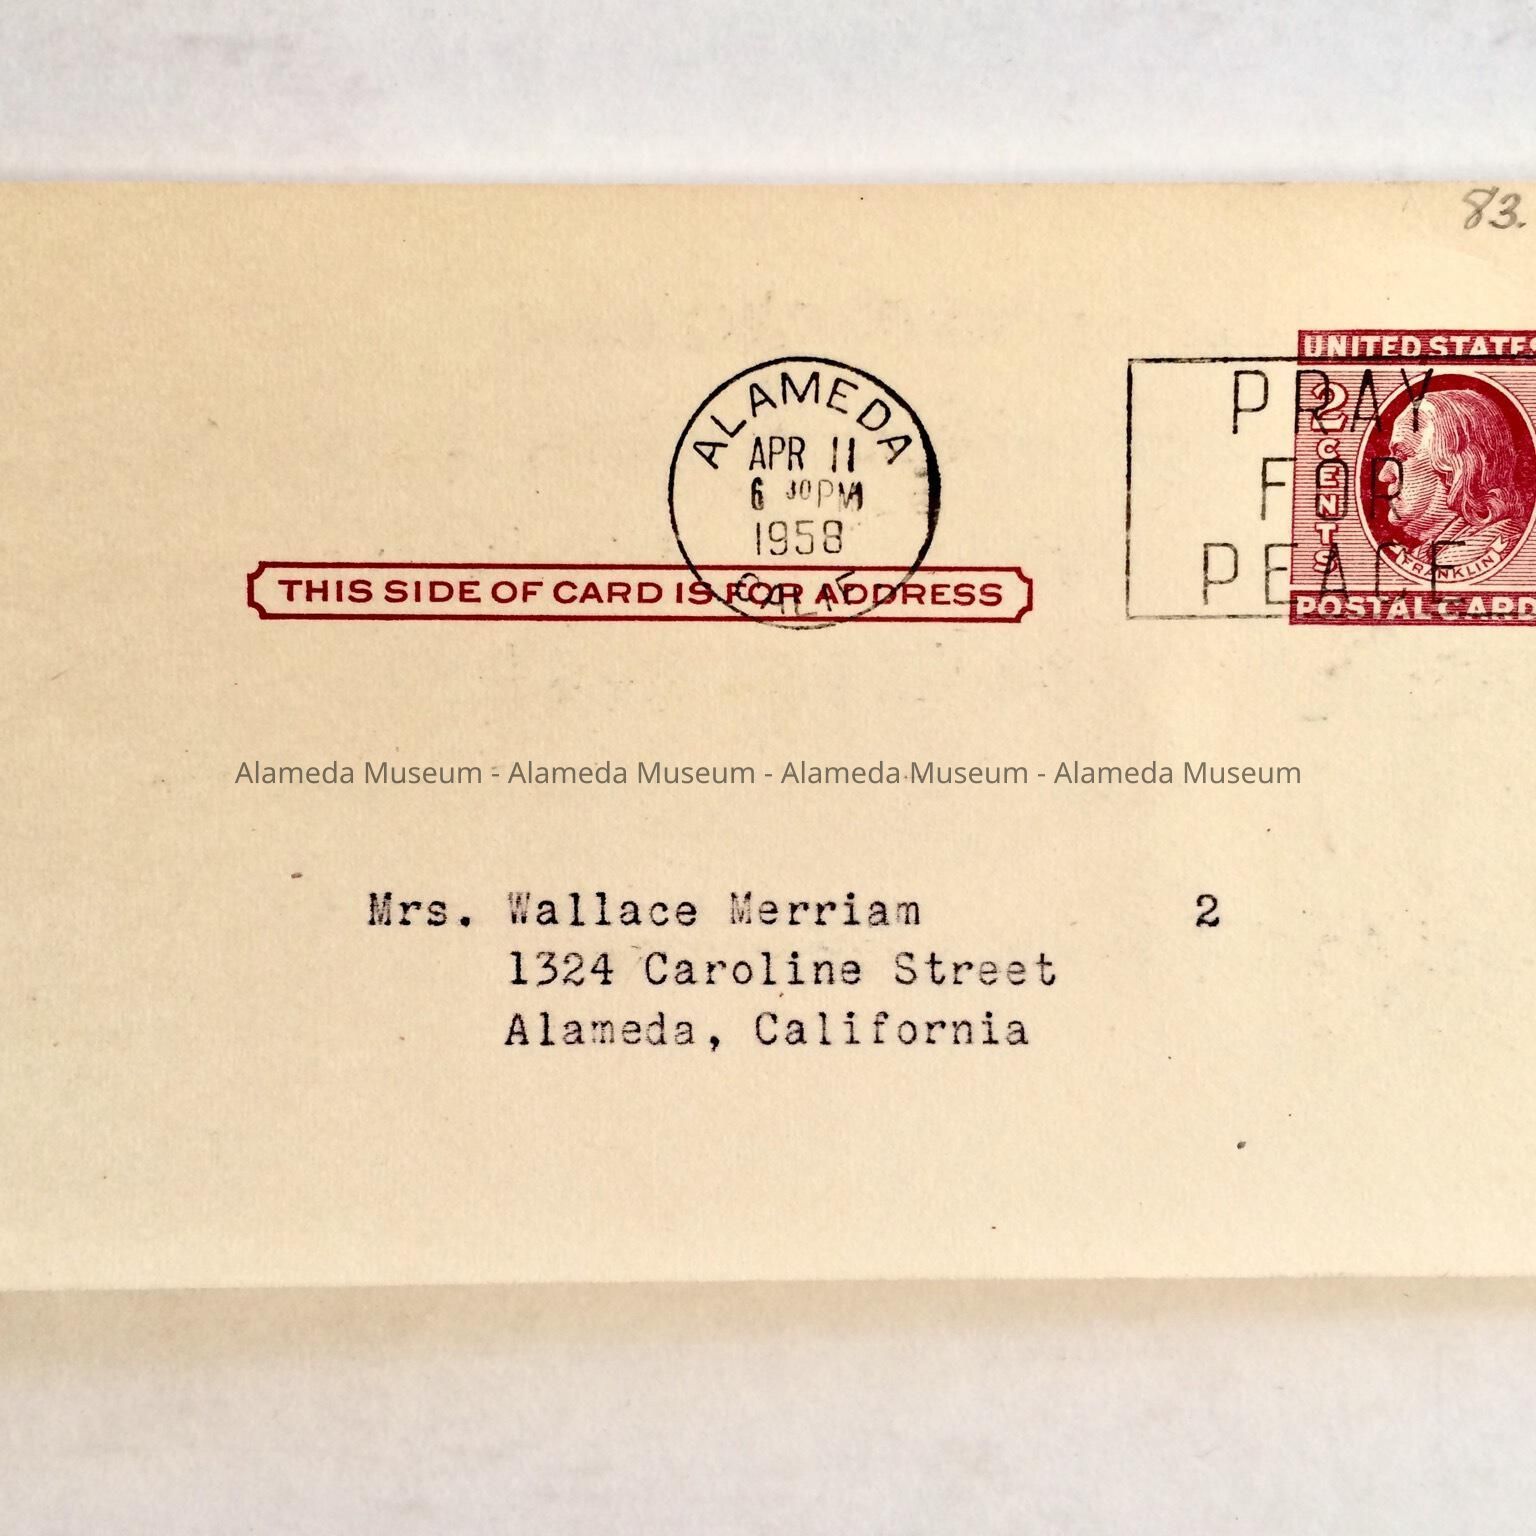 83.
UNITED STATES
2 CENTS
FRANKLIN
POSTAL CARD
ALAMEDA
APR 11
6 30 PM
1958
CALIF
PRAY
FOR
PEACE
THIS SIDE OF CARD IS FOR ADDRESS
Alameda Museum - Alameda Museum - Alameda Museum - Alameda Museum
Mrs. Wallace Merriam 2
1324 Caroline Street
Alameda, California